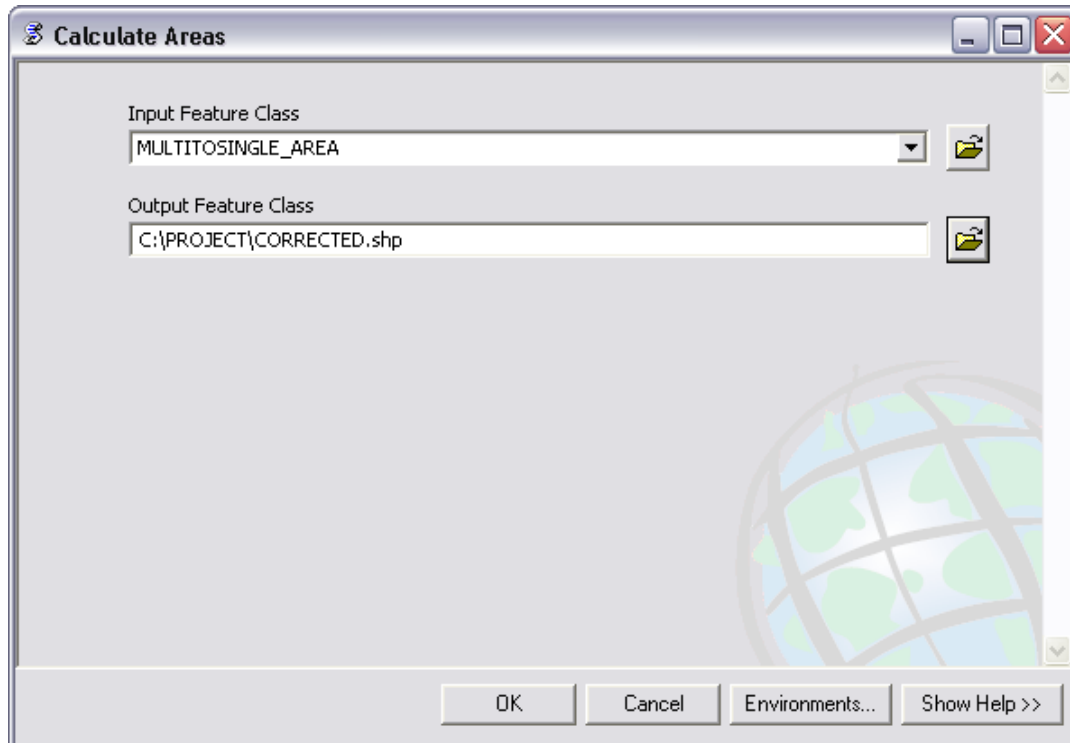 Calculate Areas
Input Feature Class
MULTITOSINGLE_AREA
Output Feature Class
C:\PROJECT\CORRECTED.shp
OK Cancel Environments... Show Help >>